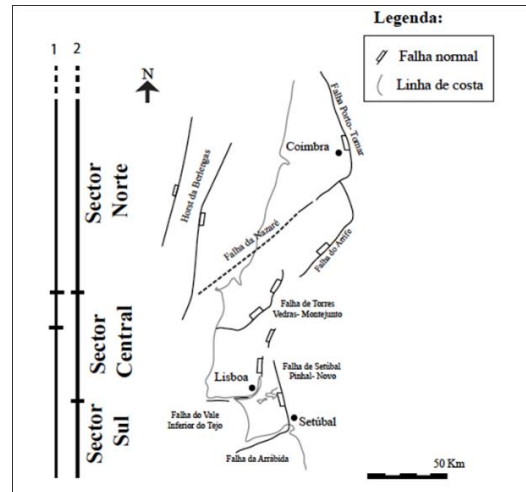 Legenda:
Falha normal
Linha de costa
1 2
N
Falha Porto- Tomar
Coimbra
Horst da Berlengas
Sector
Norte
Falha da Nazaré
Falha do Arrife
Falha de Torres
Vedras- Montejunto
Sector
Central
Falha de Setúbal
Pinhal- Novo
Lisboa
Falha do Vale
Inferior do Tejo
Setúbal
Sector
Sul
Falha da Arrábida
50 Km